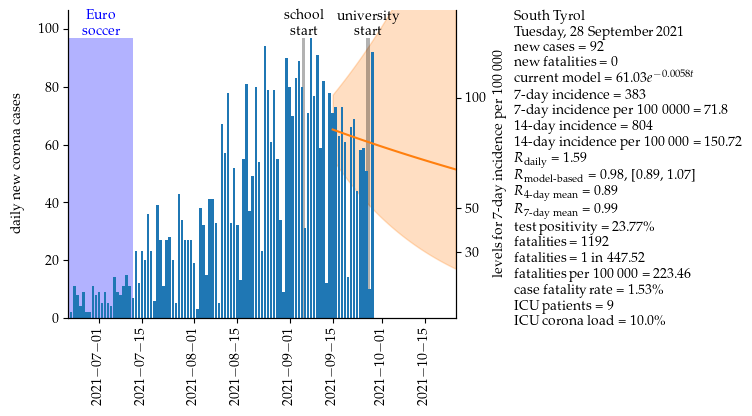 Euro
soccer
school
start
university
start
daily new corona cases
0
20
40
60
80
100
2021−07−01
2021−07−15
2021−08−01
2021−08−15
2021−09−01
2021−09−15
2021−10−01
2021−10−15
30
50
100
levels for 7-day incidence per 100 000
South Tyrol
Tuesday, 28 September 2021
new cases = 92
new fatalities = 0
current model = 61.03e^{−0.0058t}
7-day incidence = 383
7-day incidence per 100 0000 = 71.8
14-day incidence = 804
14-day incidence per 100 000 = 150.72
R_daily = 1.59
R_model-based = 0.98, [0.89, 1.07]
R_4-day mean = 0.89
R_7-day mean = 0.99
test positivity = 23.77%
fatalities = 1192
fatalities = 1 in 447.52
fatalities per 100 000 = 223.46
case fatality rate = 1.53%
ICU patients = 9
ICU corona load = 10.0%